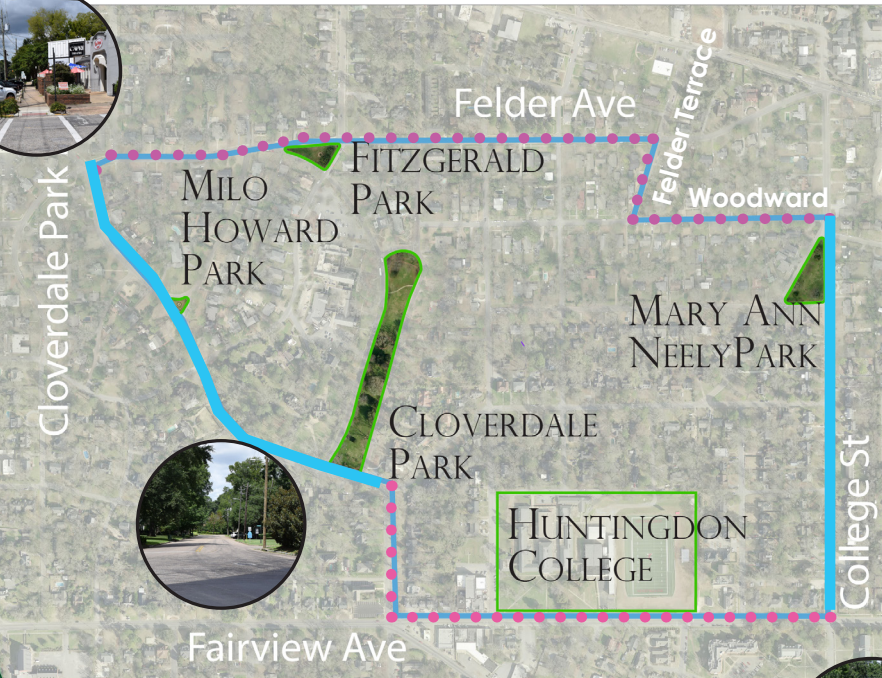 Felder Ave
Felder Terrace
Woodward
FITZGERALD
PARK
MILO
HOWARD
PARK
Cloverdale Park
MARY ANN
NEELYPARK
CLOVERDALE
PARK
HUNTINGDON
COLLEGE
College St
Fairview Ave